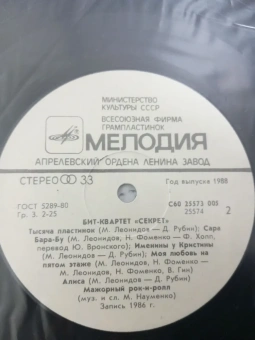 МИНИСТЕРСТВО
КУЛЬТУРЫ СССР
ВСЕСОЮЗНАЯ ФИРМА
ГРАМПЛАСТИНОК
МЕЛОДИЯ
АПРЕЛЕВСКИЙ ОРДЕНА ЛЕНИНА ЗАВОД
СТЕРЕО 33
Год выпуска 1988
ГОСТ 5289-80
Гр. 3. 2-25
С60 25573 005
25574 2
БИТ-КВАРТЕТ «СЕКРЕТ»
Тысяча пластинок (М. Леонидов — Д. Рубин); Сара
Бара-Бу (М. Леонидов, Н. Фоменко — Ф. Холл,
перевод Ю. Вронского); Именины у Кристины
(М. Леонидов — Д. Рубин); Моя любовь на
пятом этаже (М. Леонидов, Н. Фоменко —
М. Леонидов, Н. Фоменко, В. Гин)
Алиса (М. Леонидов — Д. Рубин)
Мажорный рок-н-ролл
(муз. и сл. М. Науменко)
Запись 1986 г.